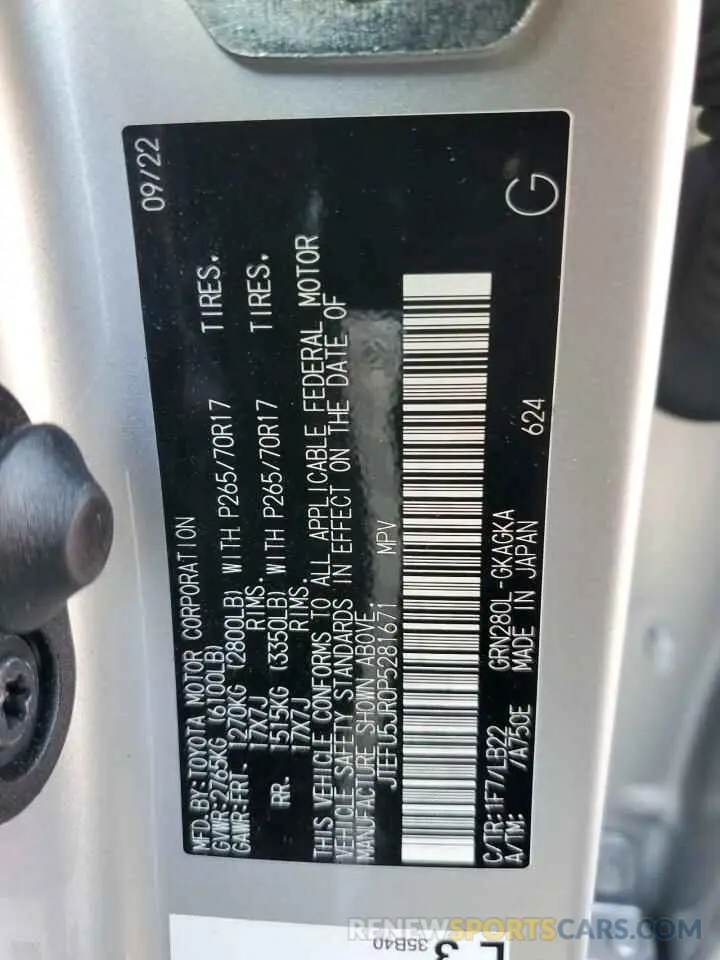 09/22
MFD. BY:TOYOTA MOTOR CORPORATION
GVWR:2765KG (6100LB)
GAWR:FRT. 1270KG (2800LB) WITH P265/70R17 TIRES.
17X7J RIMS.
RR. 1515KG (3350LB) WITH P265/70R17 TIRES.
17X7J RIMS.
THIS VEHICLE CONFORMS TO ALL APPLICABLE FEDERAL MOTOR
VEHICLE SAFETY STANDARDS IN EFFECT ON THE DATE OF
MANUFACTURE SHOWN ABOVE.
JTEFU5JR0P5281671 MPV
C/TR:1F7/LB22 GRN280L-GKAGKA 624
A/TM: /A750E MADE IN JAPAN
G
35B40
RENEWSPORTSCARS.COM